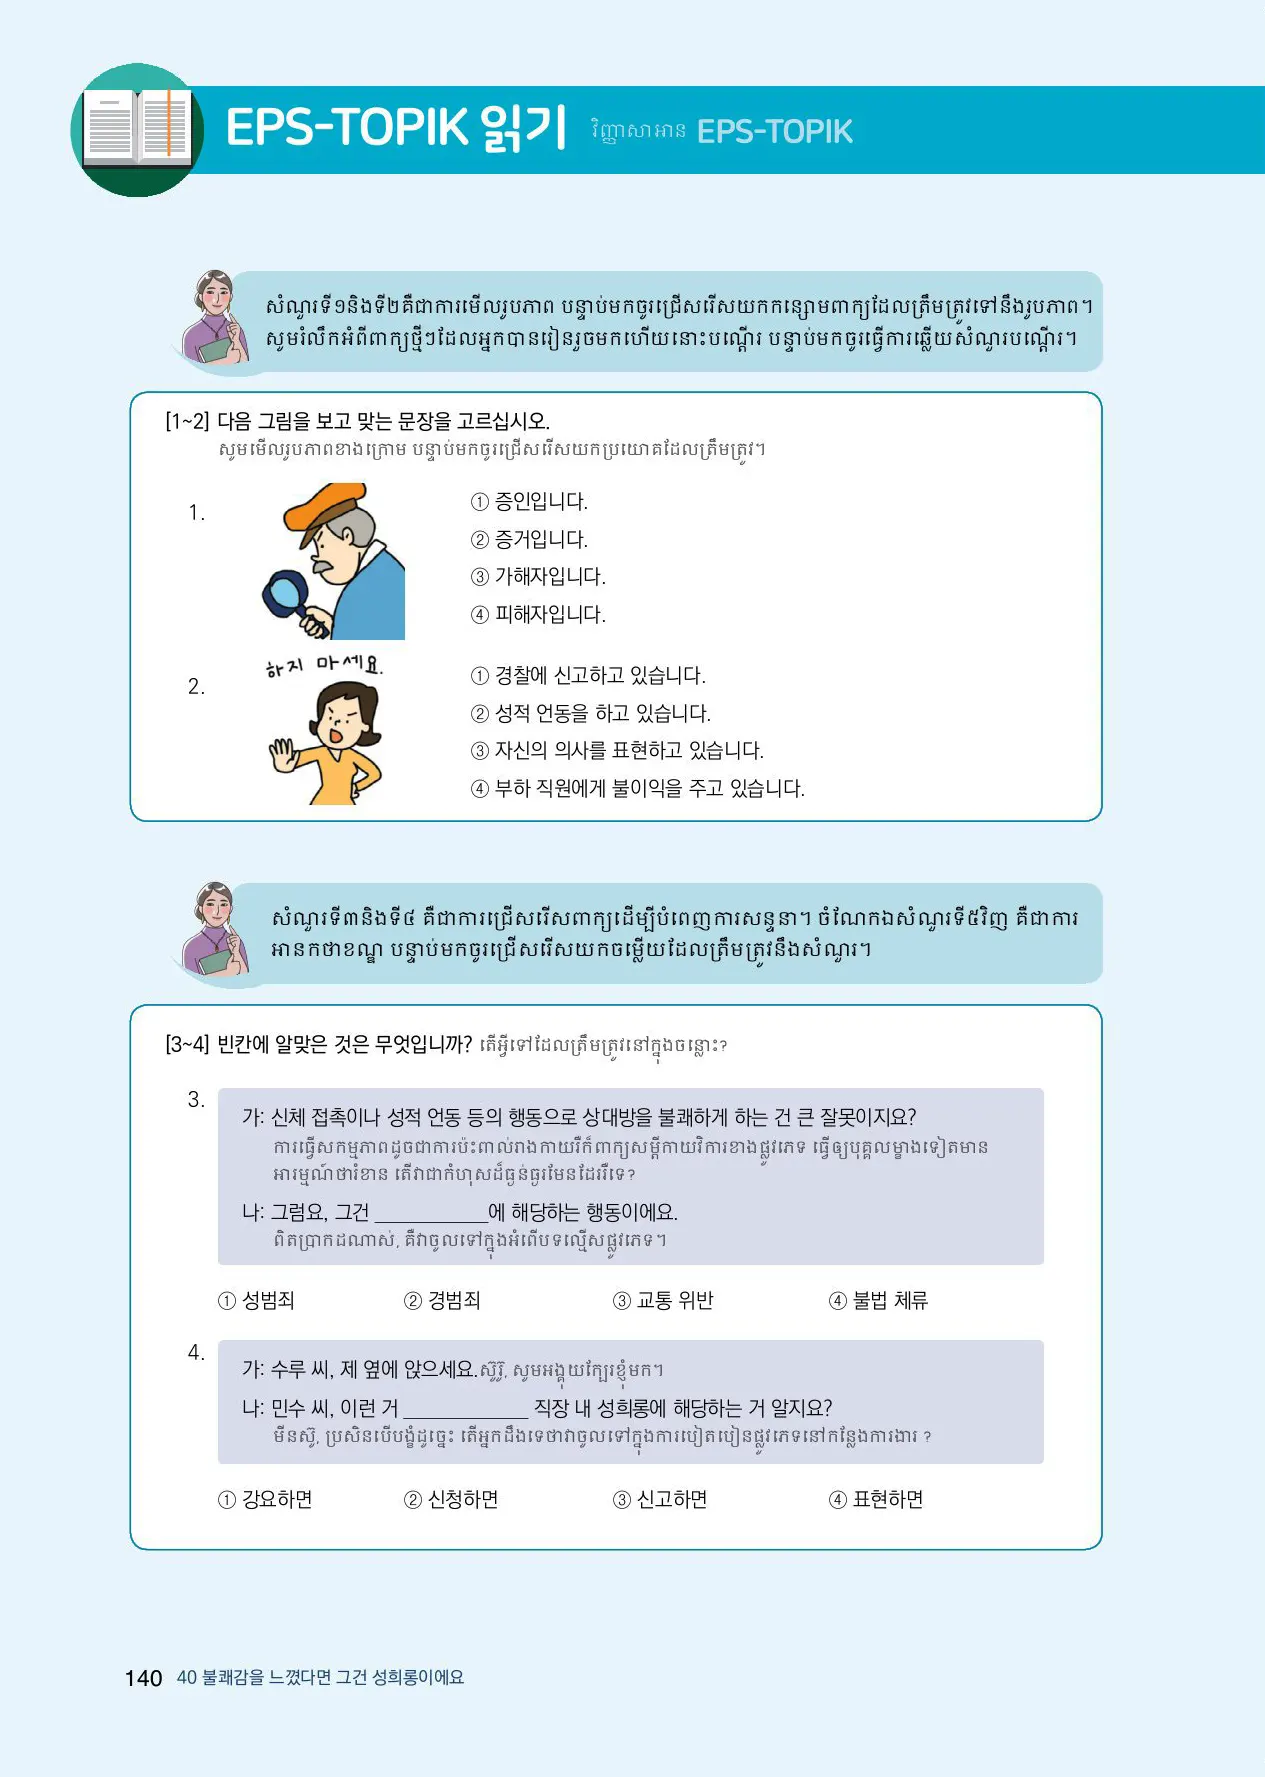 EPS-TOPIK 읽기 វិញ្ញាសាអាន EPS-TOPIK
សំណួរទី១និងទី២គឺជាការមើលរូបភាព បន្ទាប់មកចូរជ្រើសរើសយកកន្សោមពាក្យដែលត្រឹមត្រូវទៅនឹងរូបភាព។
សូមរំលឹកអំពីពាក្យថ្មីៗដែលអ្នកបានរៀនរួចមកហើយនោះបណ្ដើរ បន្ទាប់មកចូរធ្វើការឆ្លើយសំណួរបណ្ដើរ។
[1~2] 다음 그림을 보고 맞는 문장을 고르십시오.
សូមមើលរូបភាពខាងក្រោម បន្ទាប់មកចូរជ្រើសរើសយកប្រយោគដែលត្រឹមត្រូវ។
1.
① 증인입니다.
② 증거입니다.
③ 가해자입니다.
④ 피해자입니다.
하지 마세요.
2.
① 경찰에 신고하고 있습니다.
② 성적 언동을 하고 있습니다.
③ 자신의 의사를 표현하고 있습니다.
④ 부하 직원에게 불이익을 주고 있습니다.
សំណួរទី៣និងទី៤ គឺជាការជ្រើសរើសពាក្យដើម្បីបំពេញការសន្ទនា។ ចំណែកឯសំណួរទី៥វិញ គឺជាការ
អានកថាខណ្ឌ បន្ទាប់មកចូរជ្រើសរើសយកចម្លើយដែលត្រឹមត្រូវនឹងសំណួរ។
[3~4] 빈칸에 알맞은 것은 무엇입니까? តើអ្វីទៅដែលត្រឹមត្រូវនៅក្នុងចន្លោះ?
3.
가: 신체 접촉이나 성적 언동 등의 행동으로 상대방을 불쾌하게 하는 건 큰 잘못이지요?
ការធ្វើសកម្មភាពដូចជាការប៉ះពាល់រាងកាយរឺក៏ពាក្យសម្ដីកាយវិការខាងផ្លូវភេទ ធ្វើឲ្យបុគ្គលម្ខាងទៀតមាន
អារម្មណ៍ថារំខាន តើវាជាកំហុសដ៏ធ្ងន់ធ្ងរមែនដែររឺទេ?
나: 그럼요, 그건 ___________에 해당하는 행동이에요.
ពិតប្រាកដណាស់, គឺវាចូលទៅក្នុងអំពើបទល្មើសផ្លូវភេទ។
① 성범죄 ② 경범죄 ③ 교통 위반 ④ 불법 체류
4.
가: 수루 씨, 제 옆에 앉으세요. ស៊ូរ៉ូ, សូមអង្គុយក្បែរខ្ញុំមក។
나: 민수 씨, 이런 거 ____________ 직장 내 성희롱에 해당하는 거 알지요?
មីនស៊ូ, ប្រសិនបើបង្ខំដូច្នេះ តើអ្នកដឹងទេថាវាចូលទៅក្នុងការបៀតបៀនផ្លូវភេទនៅកន្លែងការងារ ?
① 강요하면 ② 신청하면 ③ 신고하면 ④ 표현하면
140 40 불쾌감을 느꼈다면 그건 성희롱이에요